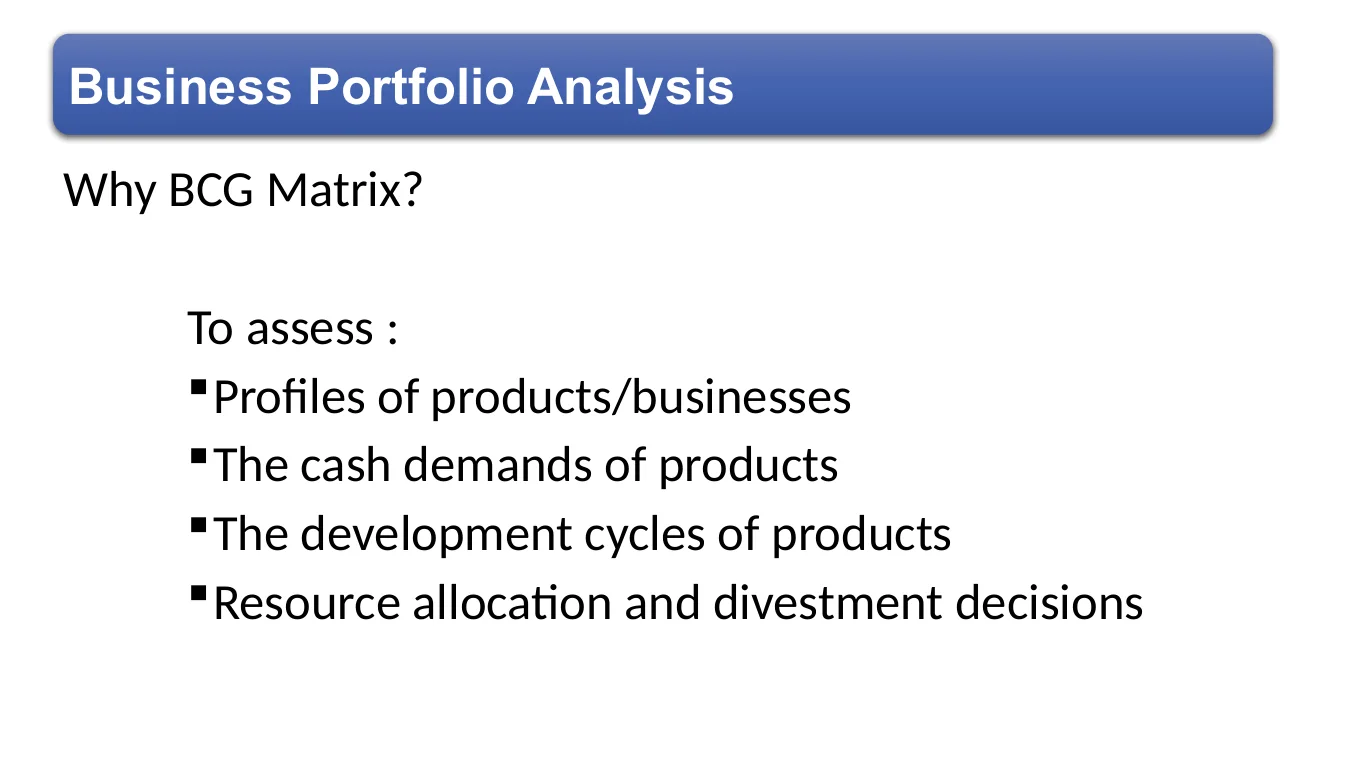 Business Portfolio Analysis
Why BCG Matrix?
To assess :
▪Profiles of products/businesses
▪The cash demands of products
▪The development cycles of products
▪Resource allocation and divestment decisions